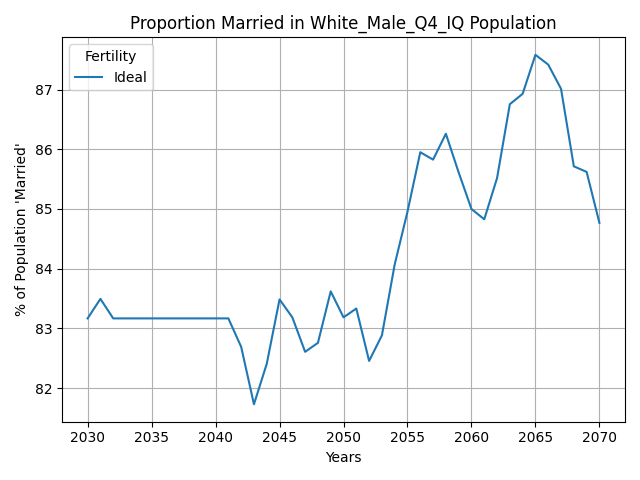 Proportion Married in White_Male_Q4_IQ Population
Fertility
Ideal
% of Population 'Married'
87
86
85
84
83
82
2030 2035 2040 2045 2050 2055 2060 2065 2070
Years